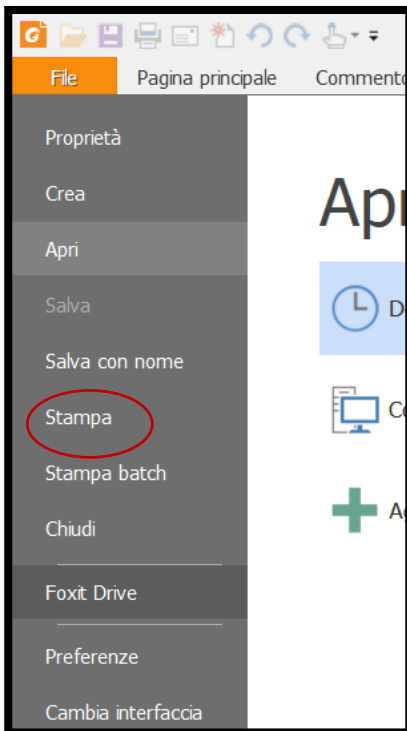 File Pagina principale Commento
Proprietà
Crea
Apri
Salva
Salva con nome
Stampa
Stampa batch
Chiudi
Foxit Drive
Preferenze
Cambia interfaccia
Ap